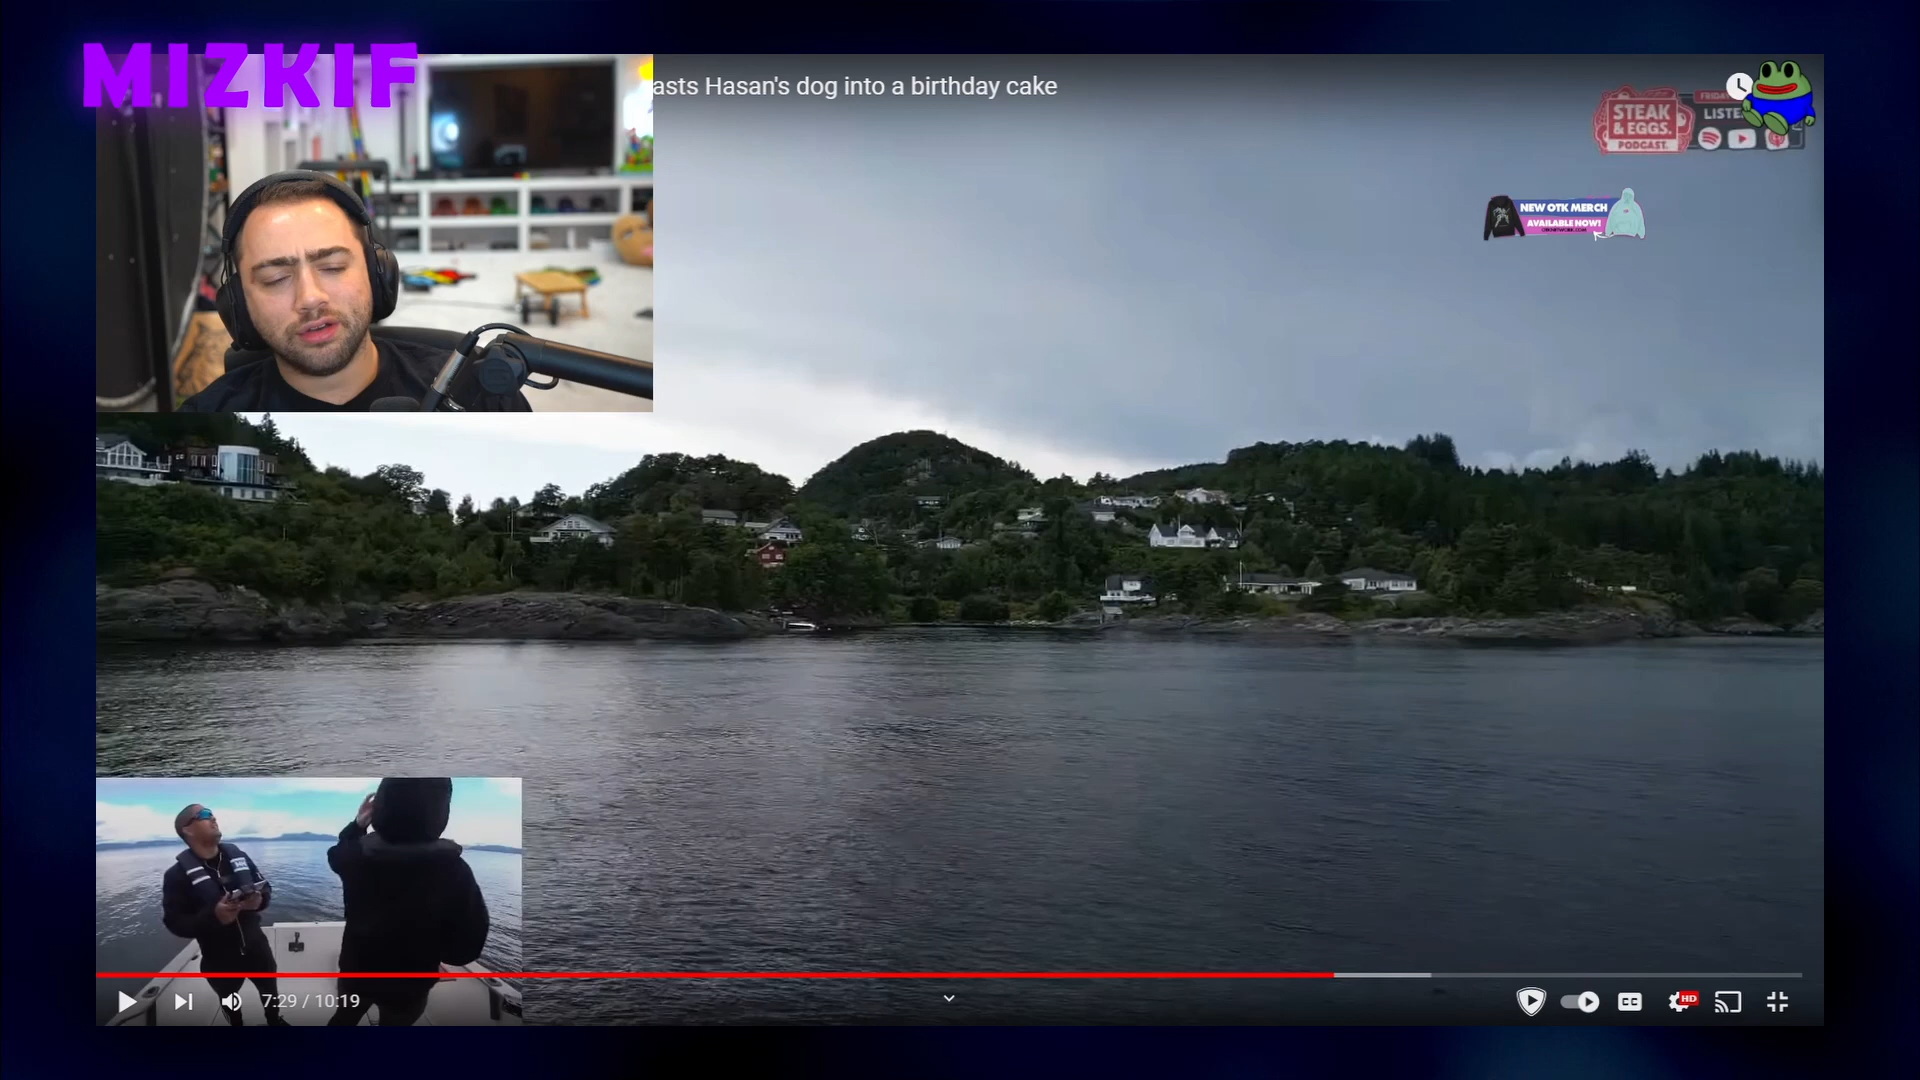 MIZKIF
asts Hasan's dog into a birthday cake
STEAK
& EGGS.
PODCAST.
NEW OTK MERCH
AVAILABLE NOW!
7:29 / 10:19
CC
HD